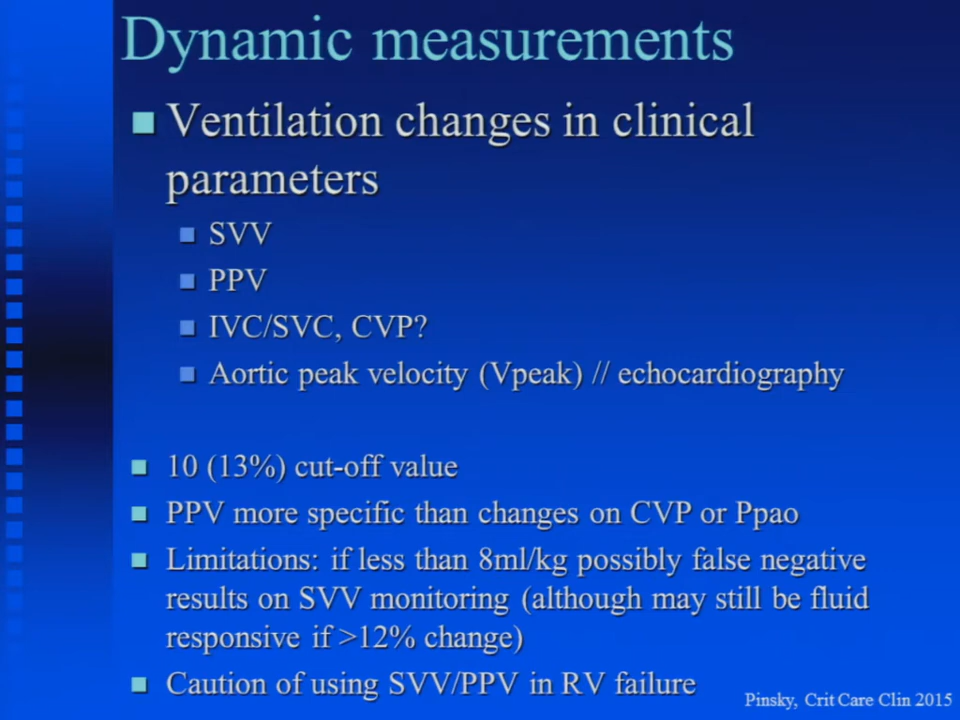 Dynamic measurements
Ventilation changes in clinical
parameters
SVV
PPV
IVC/SVC, CVP?
Aortic peak velocity (Vpeak) // echocardiography
10 (13%) cut-off value
PPV more specific than changes on CVP or Ppao
Limitations: if less than 8ml/kg possibly false negative
results on SVV monitoring (although may still be fluid
responsive if >12% change)
Caution of using SVV/PPV in RV failure
Pinsky, Crit Care Clin 2015